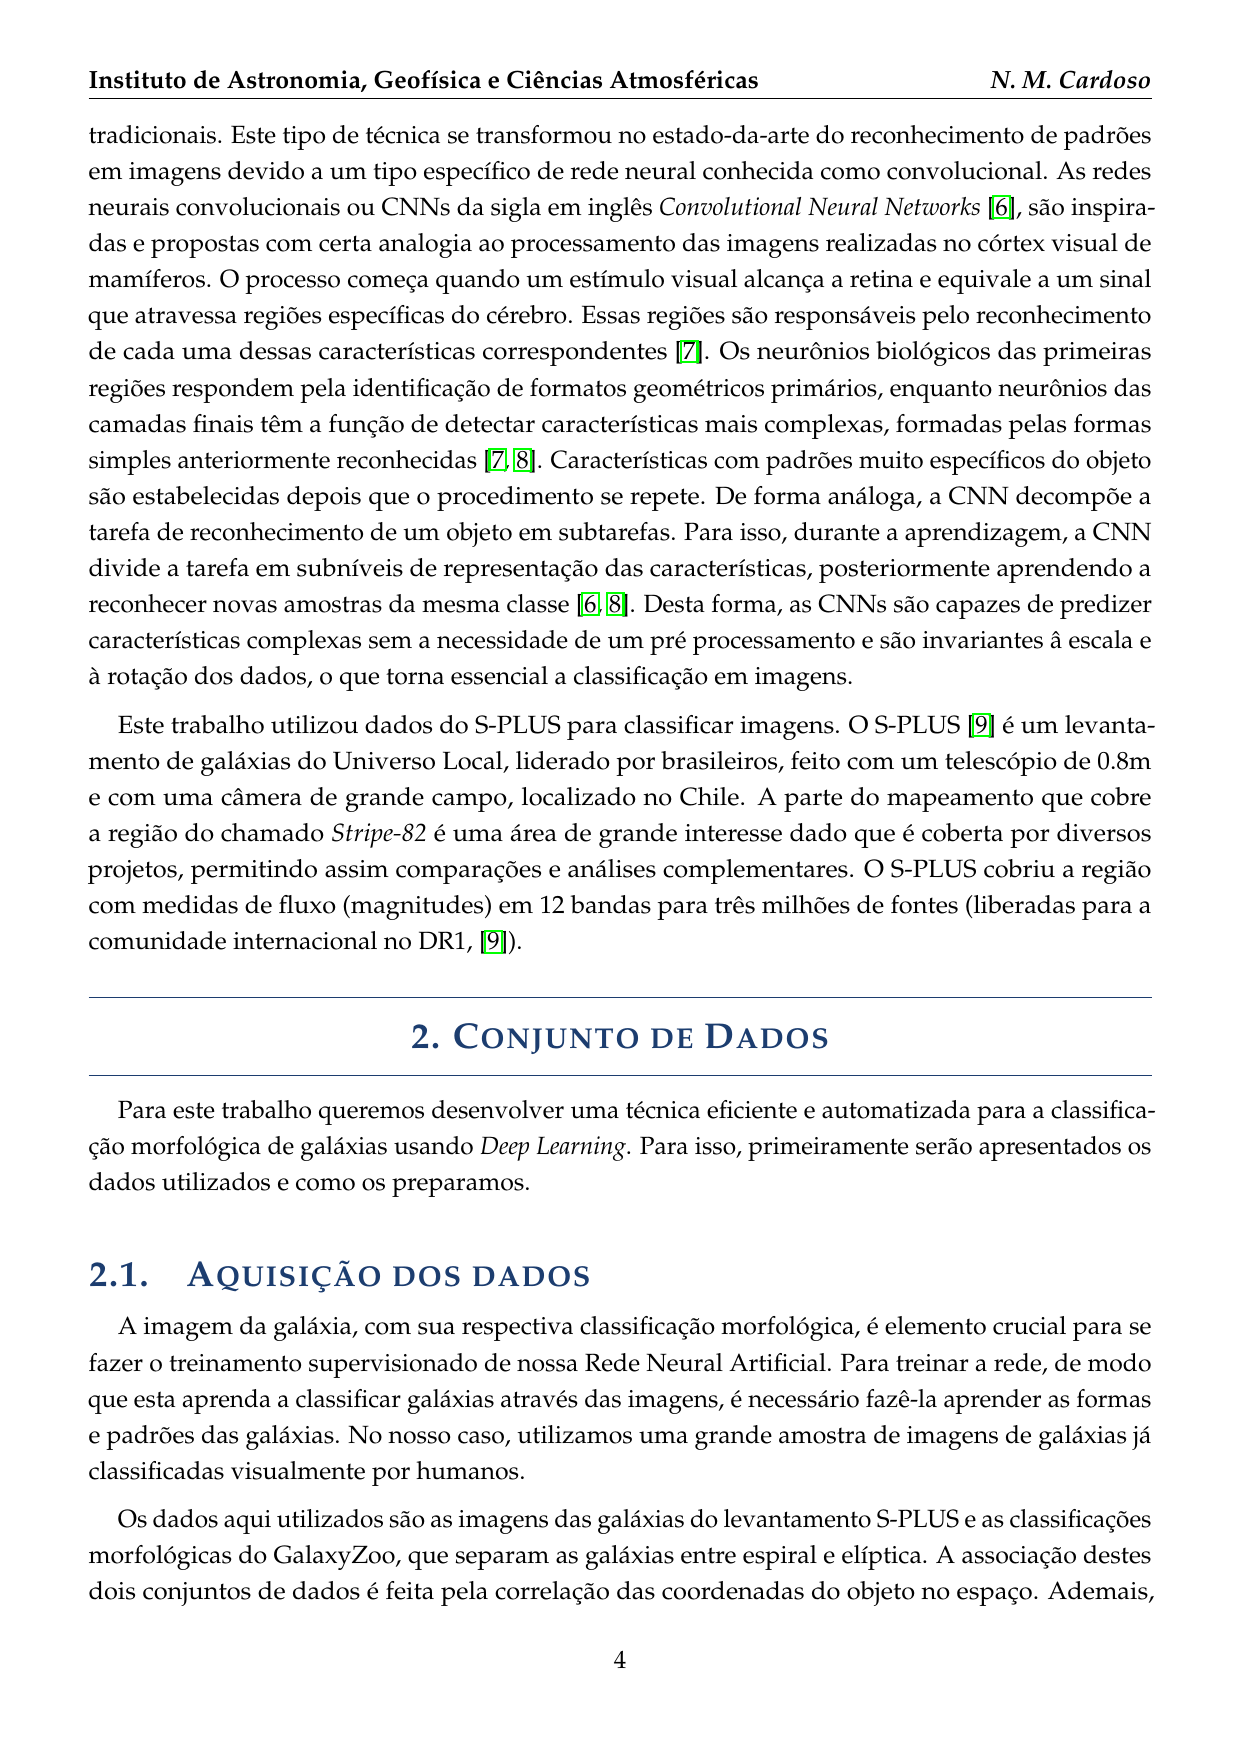 Instituto de Astronomia, Geofísica e Ciências Atmosféricas N. M. Cardoso
tradicionais. Este tipo de técnica se transformou no estado-da-arte do reconhecimento de padrões
em imagens devido a um tipo específico de rede neural conhecida como convolucional. As redes
neurais convolucionais ou CNNs da sigla em inglês Convolutional Neural Networks [6], são inspira-
das e propostas com certa analogia ao processamento das imagens realizadas no córtex visual de
mamíferos. O processo começa quando um estímulo visual alcança a retina e equivale a um sinal
que atravessa regiões específicas do cérebro. Essas regiões são responsáveis pelo reconhecimento
de cada uma dessas características correspondentes [7]. Os neurônios biológicos das primeiras
regiões respondem pela identificação de formatos geométricos primários, enquanto neurônios das
camadas finais têm a função de detectar características mais complexas, formadas pelas formas
simples anteriormente reconhecidas [7, 8]. Características com padrões muito específicos do objeto
são estabelecidas depois que o procedimento se repete. De forma análoga, a CNN decompõe a
tarefa de reconhecimento de um objeto em subtarefas. Para isso, durante a aprendizagem, a CNN
divide a tarefa em subníveis de representação das características, posteriormente aprendendo a
reconhecer novas amostras da mesma classe [6, 8]. Desta forma, as CNNs são capazes de predizer
características complexas sem a necessidade de um pré processamento e são invariantes â escala e
à rotação dos dados, o que torna essencial a classificação em imagens.
Este trabalho utilizou dados do S-PLUS para classificar imagens. O S-PLUS [9] é um levanta-
mento de galáxias do Universo Local, liderado por brasileiros, feito com um telescópio de 0.8m
e com uma câmera de grande campo, localizado no Chile. A parte do mapeamento que cobre
a região do chamado Stripe-82 é uma área de grande interesse dado que é coberta por diversos
projetos, permitindo assim comparações e análises complementares. O S-PLUS cobriu a região
com medidas de fluxo (magnitudes) em 12 bandas para três milhões de fontes (liberadas para a
comunidade internacional no DR1, [9]).
2. CONJUNTO DE DADOS
Para este trabalho queremos desenvolver uma técnica eficiente e automatizada para a classifica-
ção morfológica de galáxias usando Deep Learning. Para isso, primeiramente serão apresentados os
dados utilizados e como os preparamos.
2.1. AQUISIÇÃO DOS DADOS
A imagem da galáxia, com sua respectiva classificação morfológica, é elemento crucial para se
fazer o treinamento supervisionado de nossa Rede Neural Artificial. Para treinar a rede, de modo
que esta aprenda a classificar galáxias através das imagens, é necessário fazê-la aprender as formas
e padrões das galáxias. No nosso caso, utilizamos uma grande amostra de imagens de galáxias já
classificadas visualmente por humanos.
Os dados aqui utilizados são as imagens das galáxias do levantamento S-PLUS e as classificações
morfológicas do GalaxyZoo, que separam as galáxias entre espiral e elíptica. A associação destes
dois conjuntos de dados é feita pela correlação das coordenadas do objeto no espaço. Ademais,
4